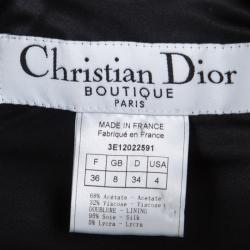 Christian Dior
BOUTIQUE
PARIS
MADE IN FRANCE
Fabriqué en France
3E12022591
F GB D USA
36 8 34 4
68% Acétate - Acetate
32% Viscose - Viscose
DOUBLURE - LINING
95% Soie - Silk
5% Lycra - Lycra